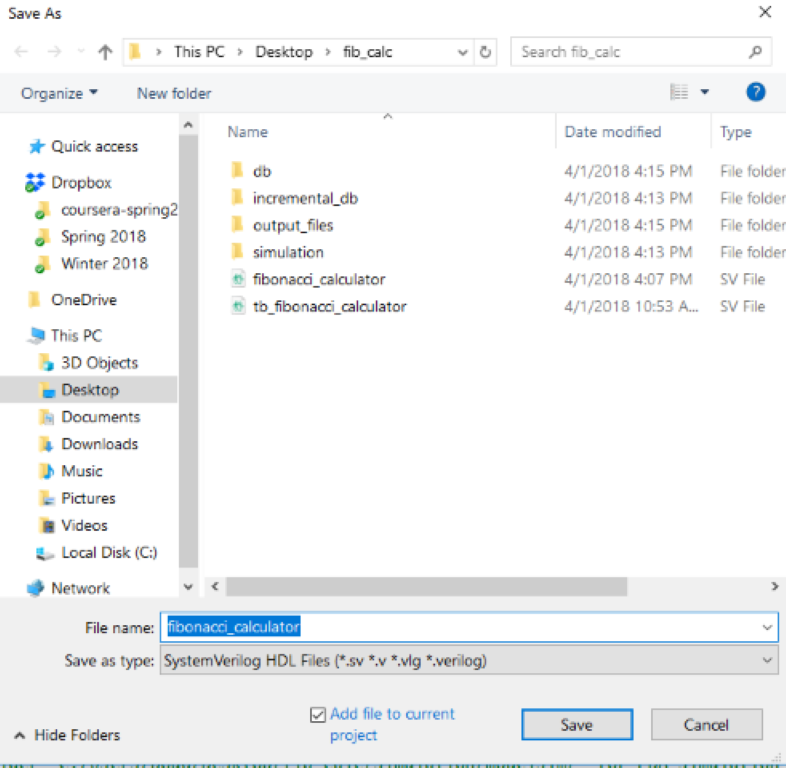 Save As
This PC > Desktop > fib_calc
Search fib_calc
Organize
New folder
?
Name Date modified Type
Quick access
Dropbox
coursera-spring2
Spring 2018
Winter 2018
OneDrive
This PC
3D Objects
Desktop
Documents
Downloads
Music
Pictures
Videos
Local Disk (C:)
Network
db 4/1/2018 4:15 PM File folder
incremental_db 4/1/2018 4:13 PM File folder
output_files 4/1/2018 4:15 PM File folder
simulation 4/1/2018 4:13 PM File folder
fibonacci_calculator 4/1/2018 4:07 PM SV File
tb_fibonacci_calculator 4/1/2018 10:53 A... SV File
File name: fibonacci_calculator
Save as type: SystemVerilog HDL Files (*.sv *.v *.vlg *.verilog)
Add file to current
project
Hide Folders
Save
Cancel